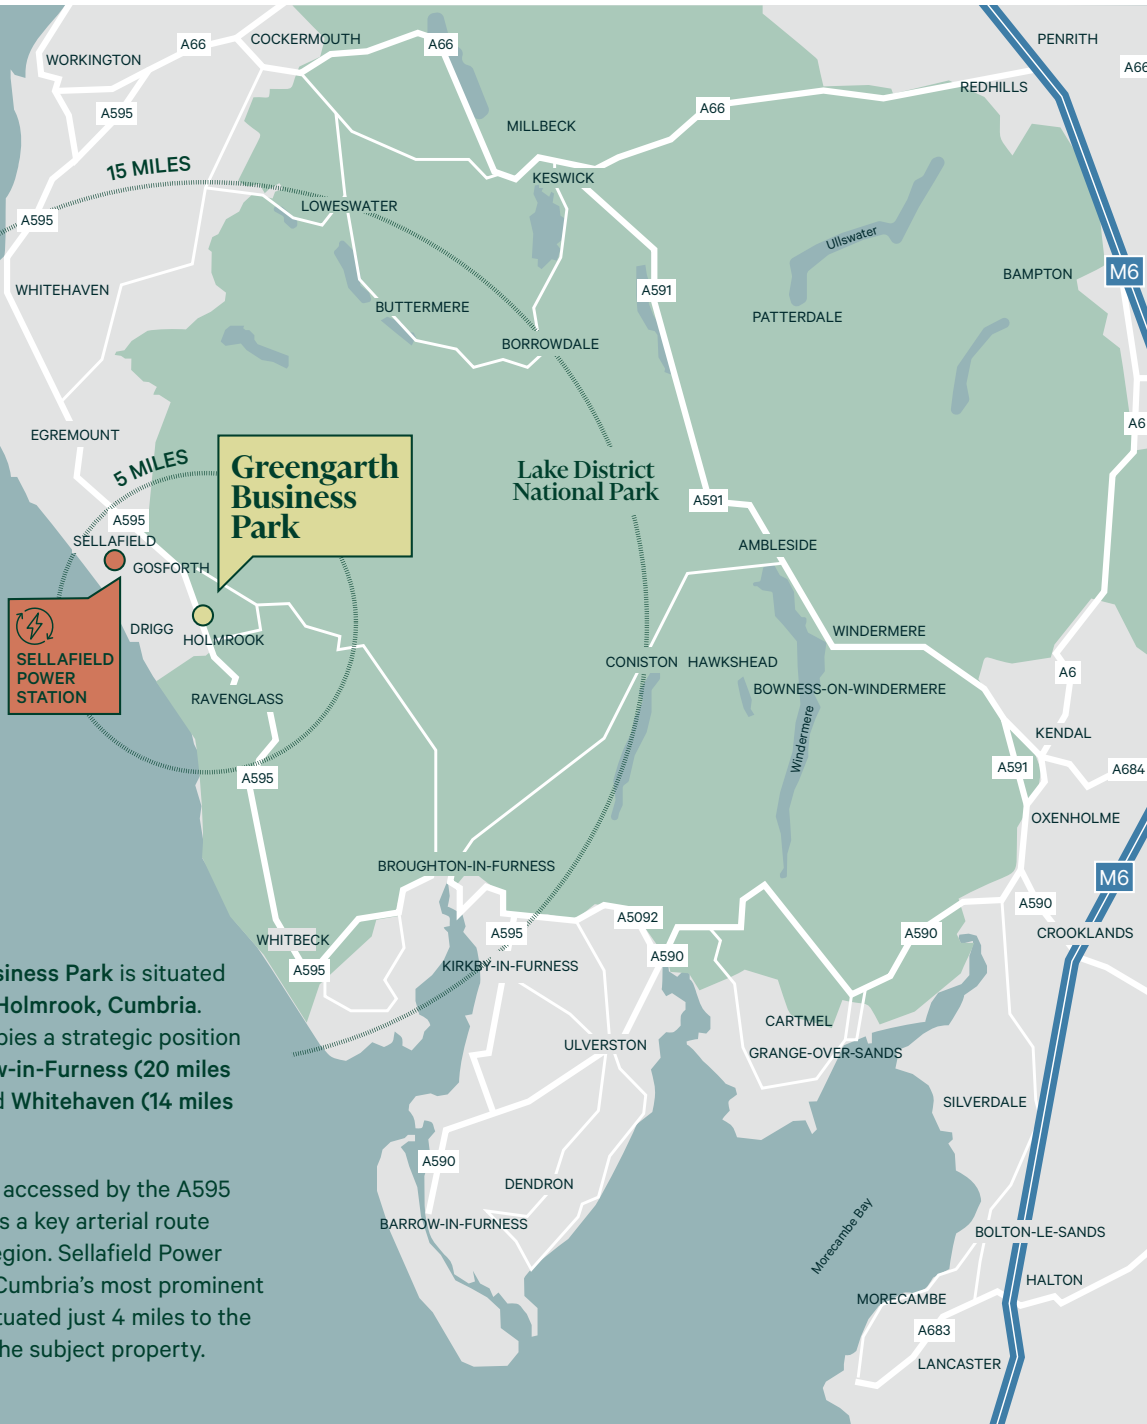 PENRITH
COCKERMOUTH
A66
A66
WORKINGTON
A66
REDHILLS
A66
A595
MILLBECK
15 MILES
KESWICK
LOWESWATER
A595
Ullswater
BAMPTON
M6
WHITEHAVEN
A591
BUTTERMERE
PATTERDALE
BORROWDALE
A6
EGREMOUNT
5 MILES
Greengarth
Business
Park
Lake District
National Park
A591
A595
SELLAFIELD
AMBLESIDE
GOSFORTH
DRIGG
HOLMROOK
WINDERMERE
SELLAFIELD
POWER
STATION
CONISTON
HAWKSHEAD
A6
BOWNESS-ON-WINDERMERE
RAVENGLASS
Windermere
KENDAL
A595
A591
A684
OXENHOLME
BROUGHTON-IN-FURNESS
M6
A590
A5092
A595
A590
CROOKLANDS
WHITBECK
A590
A595
KIRKBY-IN-FURNESS
siness Park is situated
Holmrook, Cumbria.
pies a strategic position
w-in-Furness (20 miles
d Whitehaven (14 miles
CARTMEL
ULVERSTON
GRANGE-OVER-SANDS
SILVERDALE
A590
DENDRON
BARROW-IN-FURNESS
Morecambe Bay
BOLTON-LE-SANDS
HALTON
MORECAMBE
A683
LANCASTER
accessed by the A595
s a key arterial route
egion. Sellafield Power
Cumbria's most prominent
tuated just 4 miles to the
he subject property.